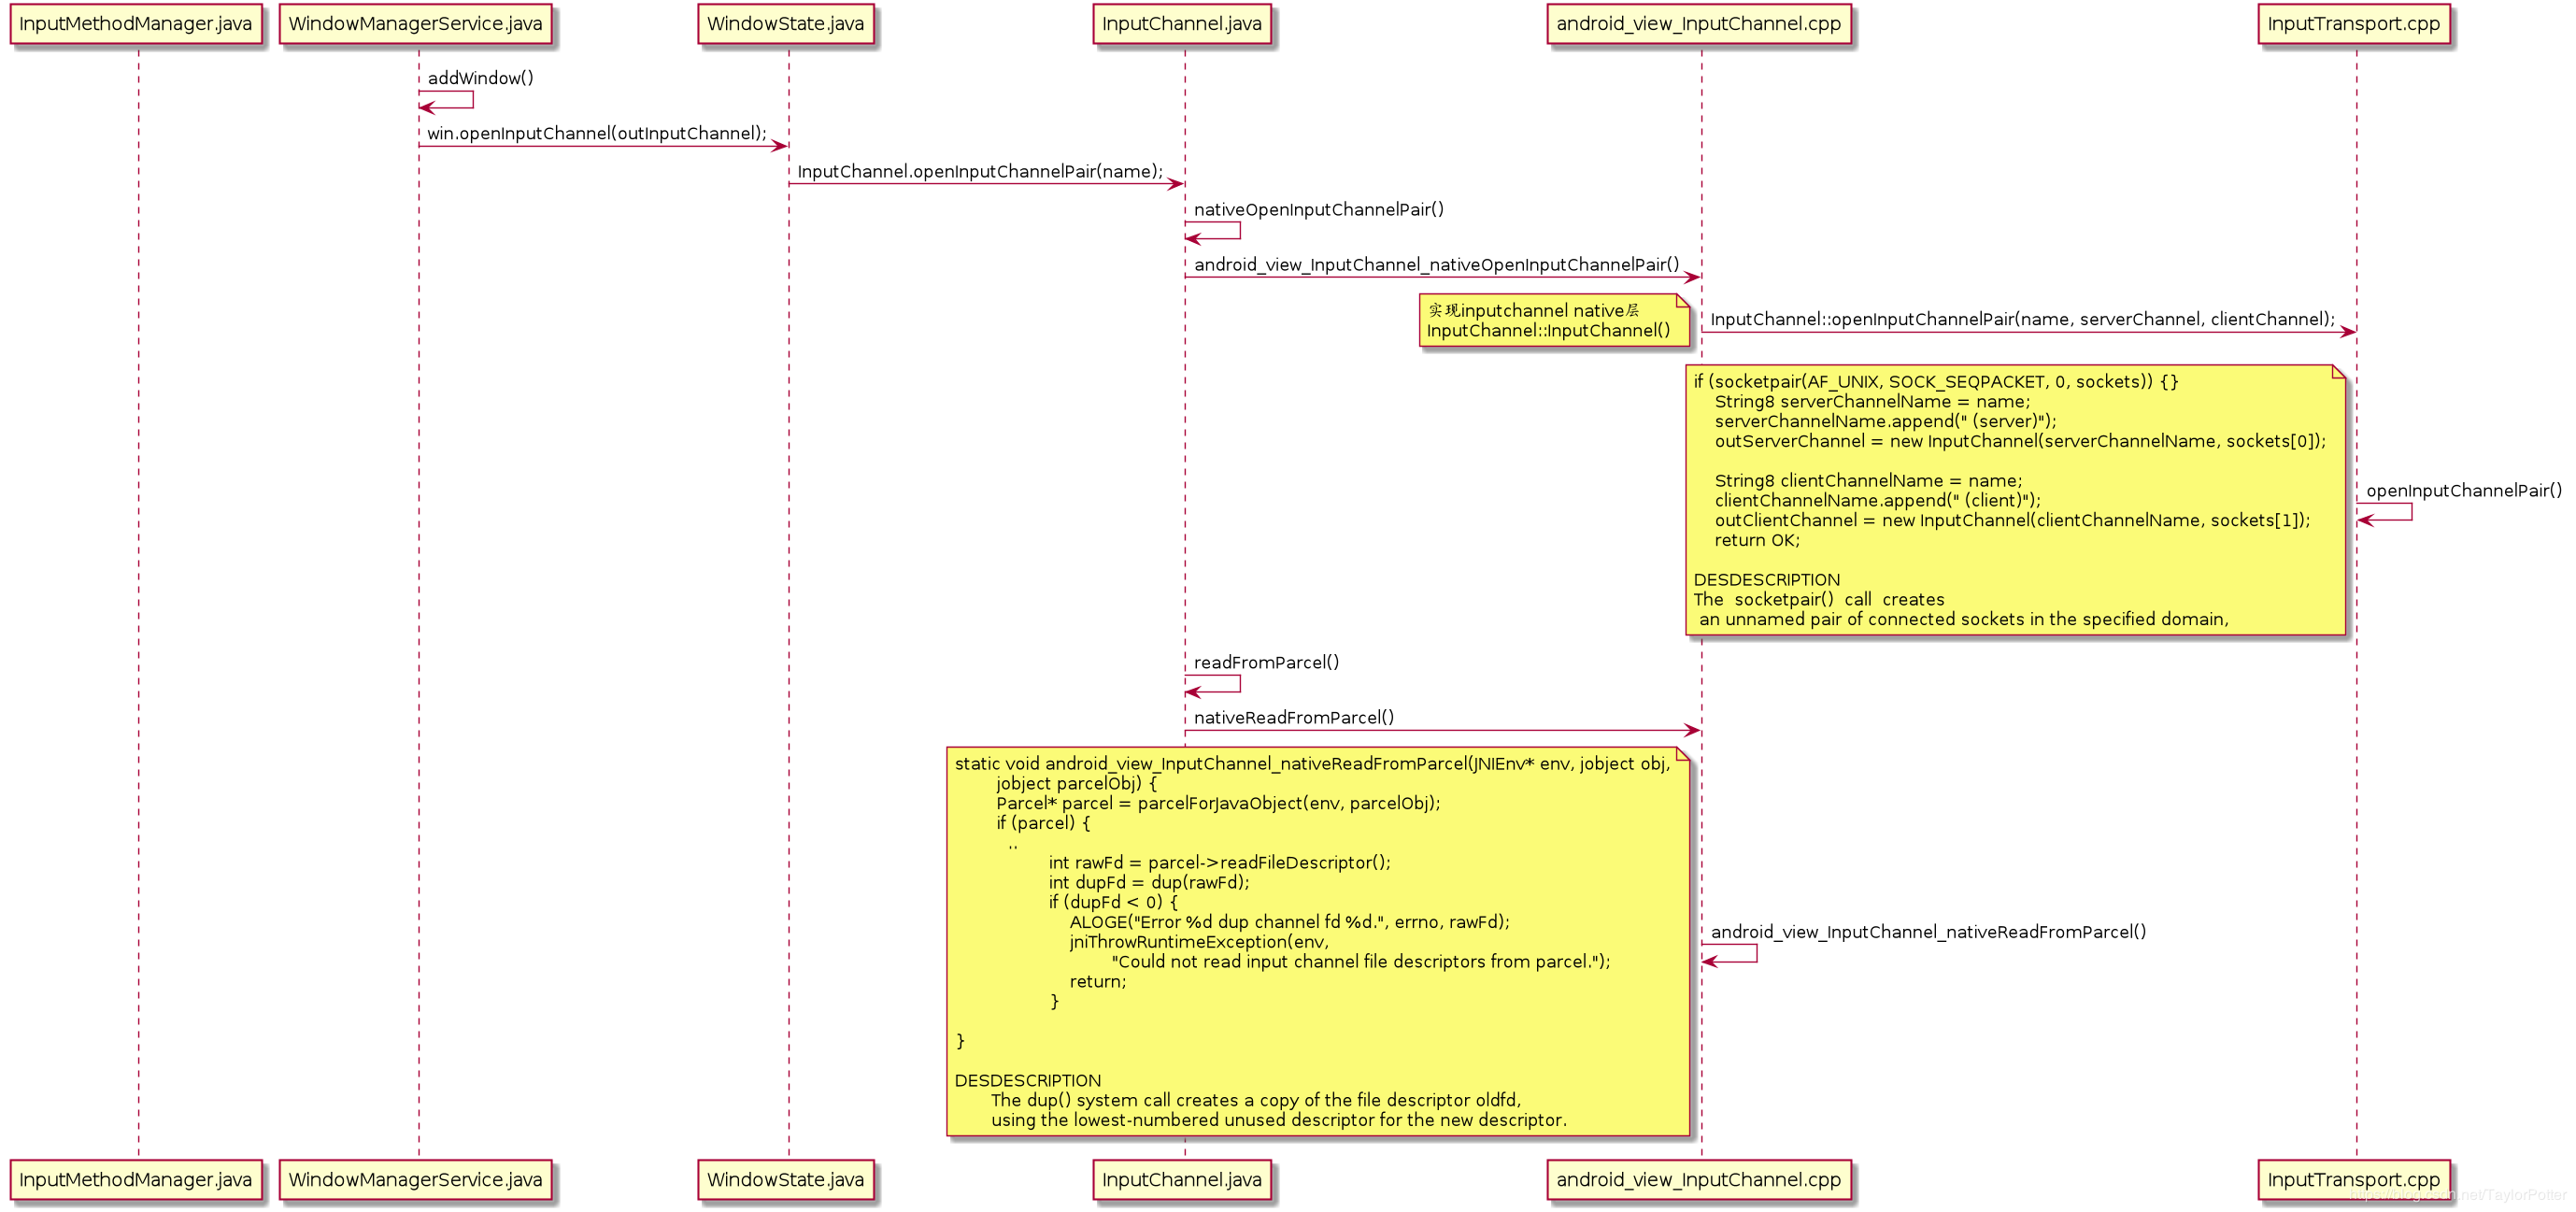 InputMethodManager.java
WindowManagerService.java
WindowState.java
InputChannel.java
android_view_InputChannel.cpp
InputTransport.cpp
addWindow()
win.openInputChannel(outInputChannel);
InputChannel.openInputChannelPair(name);
nativeOpenInputChannelPair()
android_view_InputChannel_nativeOpenInputChannelPair()
实现inputchannel native层
InputChannel::InputChannel()
InputChannel::openInputChannelPair(name, serverChannel, clientChannel);
if (socketpair(AF_UNIX, SOCK_SEQPACKET, 0, sockets)) {}
String8 serverChannelName = name;
serverChannelName.append(" (server)");
outServerChannel = new InputChannel(serverChannelName, sockets[0]);
String8 clientChannelName = name;
clientChannelName.append(" (client)");
outClientChannel = new InputChannel(clientChannelName, sockets[1]);
return OK;
DESDESCRIPTION
The  socketpair()  call  creates
an unnamed pair of connected sockets in the specified domain,
openInputChannelPair()
readFromParcel()
nativeReadFromParcel()
static void android_view_InputChannel_nativeReadFromParcel(JNIEnv* env, jobject obj,
jobject parcelObj) {
Parcel* parcel = parcelForJavaObject(env, parcelObj);
if (parcel) {
..
int rawFd = parcel->readFileDescriptor();
int dupFd = dup(rawFd);
if (dupFd < 0) {
ALOGE("Error %d dup channel fd %d.", errno, rawFd);
jniThrowRuntimeException(env,
"Could not read input channel file descriptors from parcel.");
return;
}
}
DESDESCRIPTION
The dup() system call creates a copy of the file descriptor oldfd,
using the lowest-numbered unused descriptor for the new descriptor.
android_view_InputChannel_nativeReadFromParcel()
InputMethodManager.java
WindowManagerService.java
WindowState.java
InputChannel.java
android_view_InputChannel.cpp
InputTransport.cpp
https://blog.csdn.net/TaylorPotter